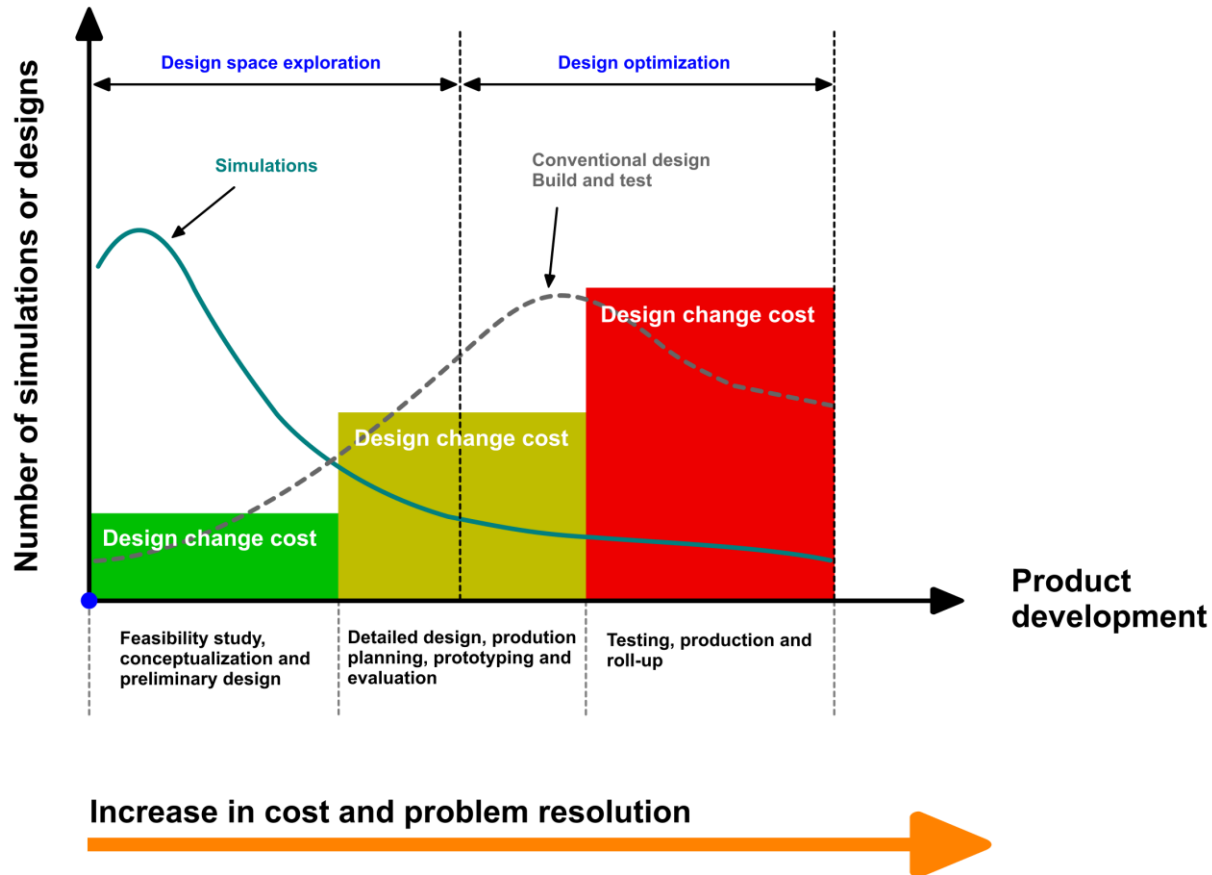 Number of simulations or designs
Design space exploration
Design optimization
Simulations
Conventional design
Build and test
Design change cost
Design change cost
Design change cost
Product
development
Feasibility study,
conceptualization and
preliminary design
Detailed design, prodution
planning, prototyping and
evaluation
Testing, production and
roll-up
Increase in cost and problem resolution